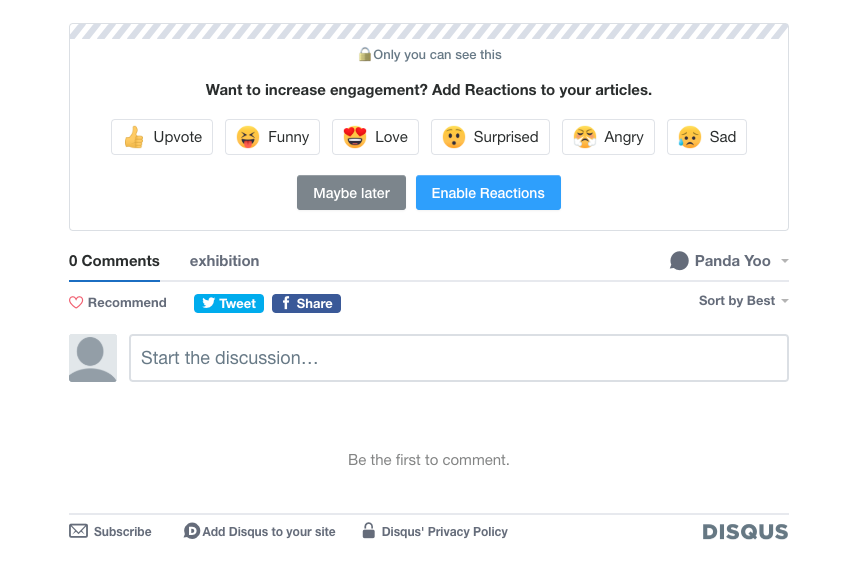 Only you can see this
Want to increase engagement? Add Reactions to your articles.
Upvote Funny Love Surprised Angry Sad
Maybe later Enable Reactions
0 Comments exhibition Panda Yoo
Recommend Tweet f Share Sort by Best
Start the discussion…
Be the first to comment.
Subscribe D Add Disqus to your site Disqus' Privacy Policy DISQUS